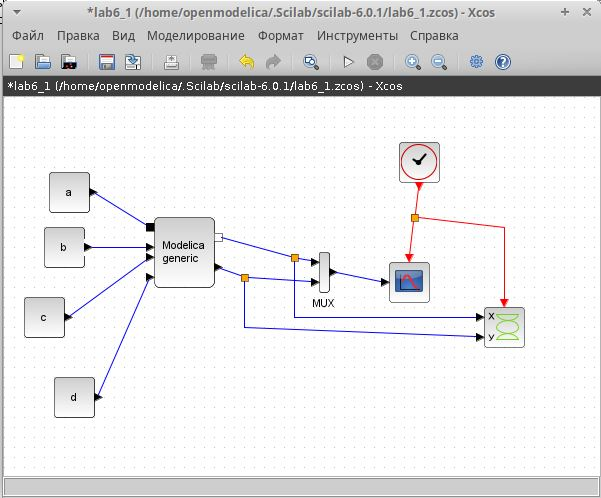 *lab6_1 (/home/openmodelica/.Scilab/scilab-6.0.1/lab6_1.zcos) - Xcos
Файл Правка Вид Моделирование Формат Инструменты Справка
*lab6_1 (/home/openmodelica/.Scilab/scilab-6.0.1/lab6_1.zcos) - Xcos
a
b
Modelica
generic
c
MUX
X
y
d